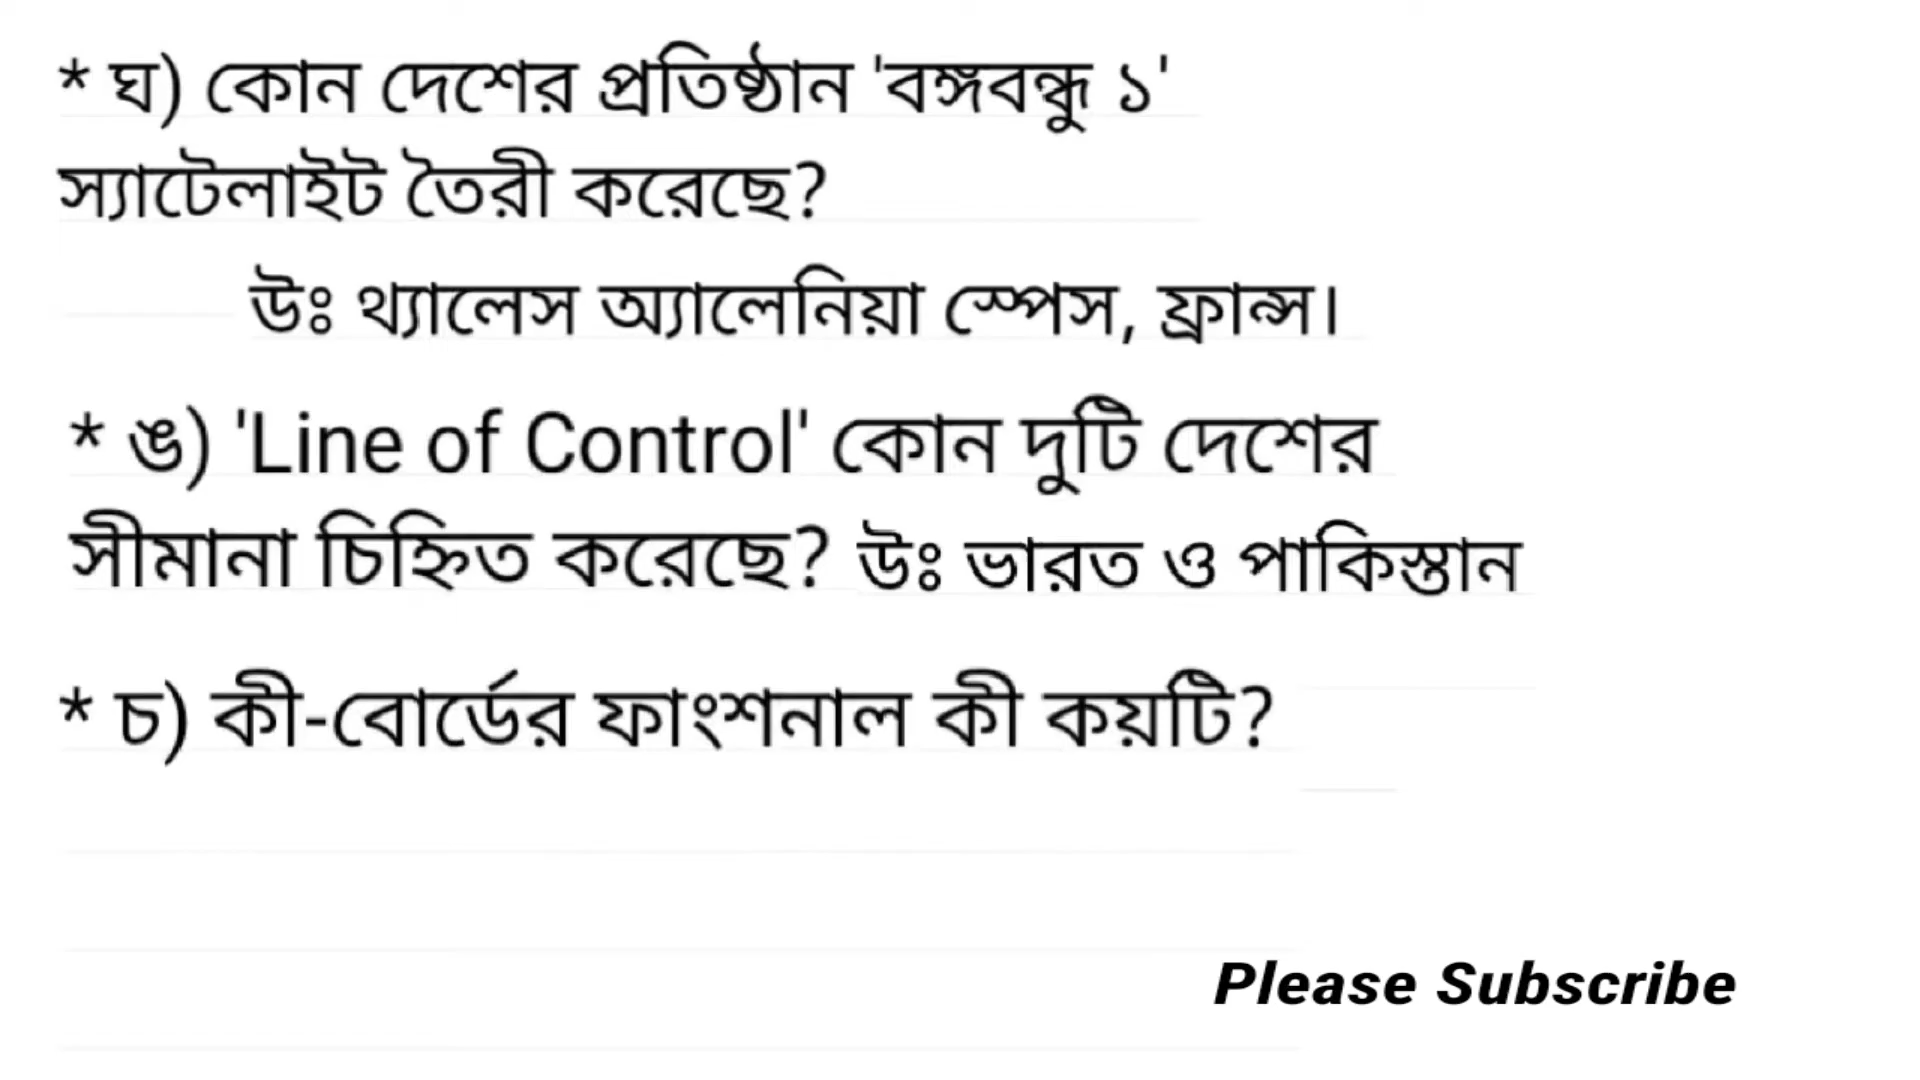 * ঘ) কোন দেশের প্রতিষ্ঠান 'বঙ্গবন্ধু ১'
স্যাটেলাইট তৈরী করেছে?
উঃ থ্যালেস অ্যালেনিয়া স্পেস, ফ্রান্স।
* ঙ) 'Line of Control' কোন দুটি দেশের
সীমানা চিহ্নিত করেছে? উঃ ভারত ও পাকিস্তান
* চ) কী-বোর্ডের ফাংশনাল কী কয়টি?
Please Subscribe